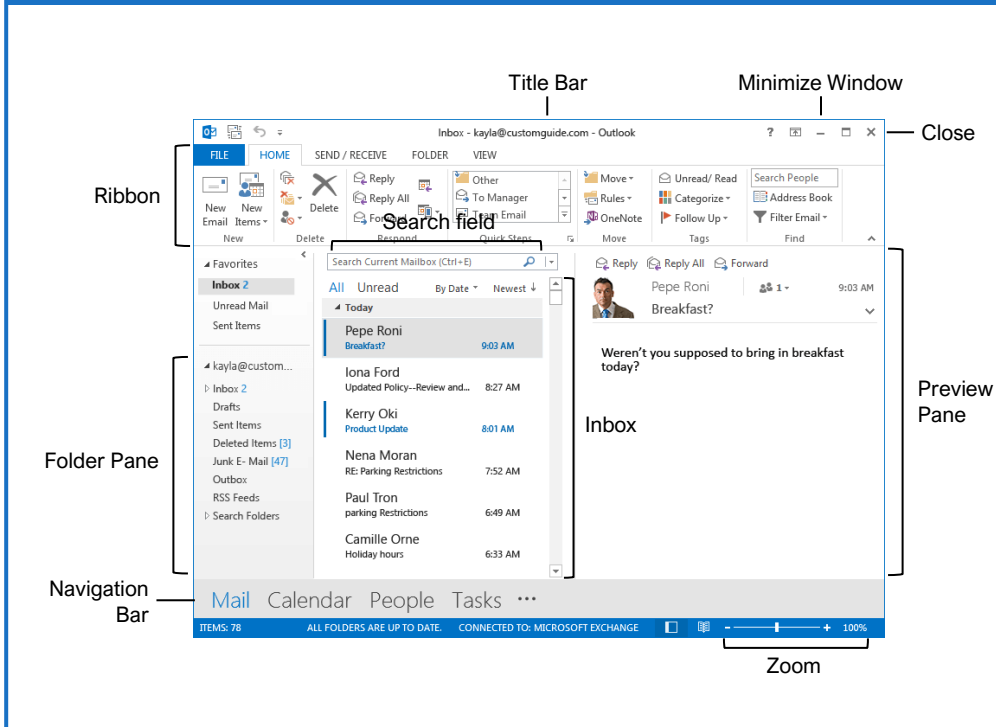 Title Bar
Minimize Window
Inbox - kayla@customguide.com - Outlook
?
Close
FILE HOME SEND / RECEIVE FOLDER VIEW
Ribbon
New Email
New Items
New
Delete
Delete
Reply
Reply All
Forward
Respond
Other
To Manager
Team Email
Quick Steps
Move
Rules
OneNote
Move
Unread/ Read
Categorize
Follow Up
Tags
Search People
Address Book
Filter Email
Find
Search field
Favorites
Inbox 2
Unread Mail
Sent Items
kayla@custom...
Inbox 2
Drafts
Sent Items
Deleted Items [3]
Junk E- Mail [47]
Outbox
RSS Feeds
Search Folders
Folder Pane
Search Current Mailbox (Ctrl+E)
All Unread By Date Newest ↓
Today
Pepe Roni
Breakfast? 9:03 AM
Iona Ford
Updated Policy--Review and... 8:27 AM
Kerry Oki
Product Update 8:01 AM
Nena Moran
RE: Parking Restrictions 7:52 AM
Paul Tron
parking Restrictions 6:49 AM
Camille Orne
Holiday hours 6:33 AM
Inbox
Reply Reply All Forward
Pepe Roni 1 9:03 AM
Breakfast?
Weren't you supposed to bring in breakfast
today?
Preview
Pane
Navigation
Bar
Mail Calendar People Tasks •••
ITEMS: 78 ALL FOLDERS ARE UP TO DATE. CONNECTED TO: MICROSOFT EXCHANGE - + 100%
Zoom